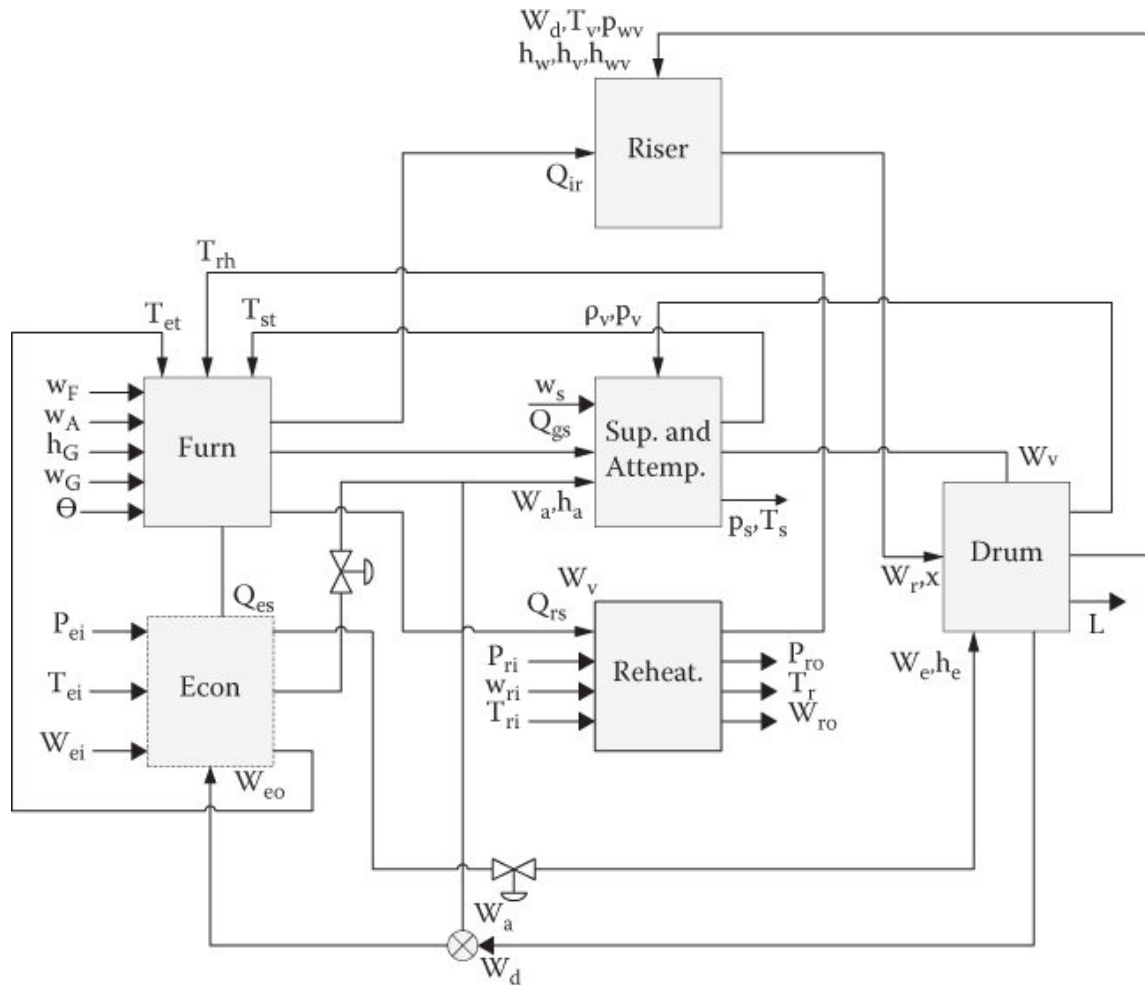 W_d,T_v,p_wv
h_w,h_v,h_wv
Riser
Q_ir
T_rh
T_et
T_st
ρ_v,p_v
w_F
w_A
h_G
w_G
Θ
Furn
w_s
Q_gs
Sup. and
Attemp.
W_a,h_a
p_s,T_s
W_v
Drum
W_r,x
L
W_e,h_e
Q_es
P_ei
T_ei
W_ei
Econ
W_eo
W_v
Q_rs
P_ri
w_ri
T_ri
Reheat.
P_ro
T_r
W_ro
W_a
W_d